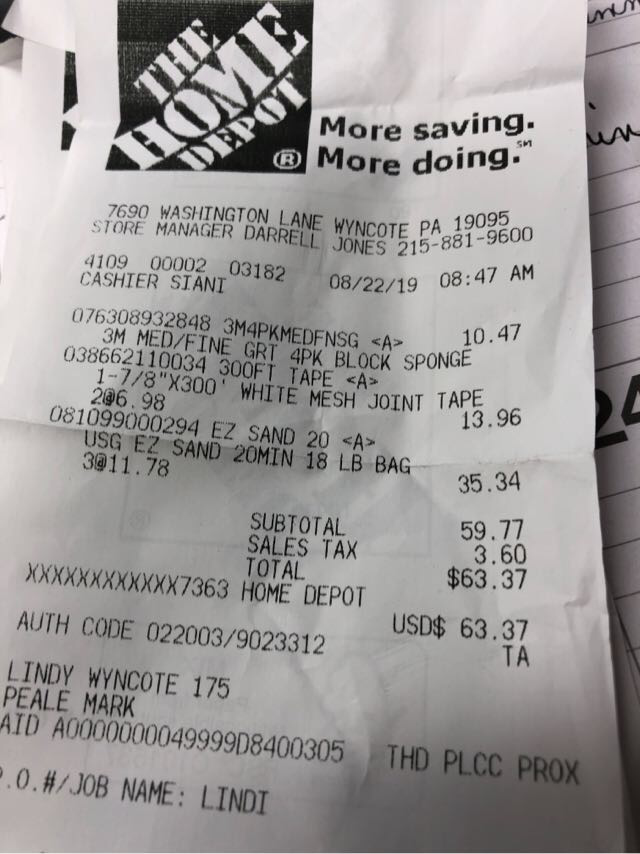 THE
HOME
DEPOT
®
More saving.
More doing.℠
7690 WASHINGTON LANE WYNCOTE PA 19095
STORE MANAGER DARRELL JONES 215-881-9600
4109 00002 03182 08/22/19 08:47 AM
CASHIER SIANI
076308932848 3M4PKMEDFNSG <A> 10.47
3M MED/FINE GRT 4PK BLOCK SPONGE
038662110034 300FT TAPE <A>
1-7/8"X300' WHITE MESH JOINT TAPE
2@6.98 13.96
081099000294 EZ SAND 20 <A>
USG EZ SAND 20MIN 18 LB BAG
3@11.78 35.34
SUBTOTAL 59.77
SALES TAX 3.60
TOTAL $63.37
XXXXXXXXXXXX7363 HOME DEPOT
USD$ 63.37
AUTH CODE 022003/9023312 TA
LINDY WYNCOTE 175
PEALE MARK
AID A0000000049999D8400305 THD PLCC PROX
P.O.#/JOB NAME: LINDI